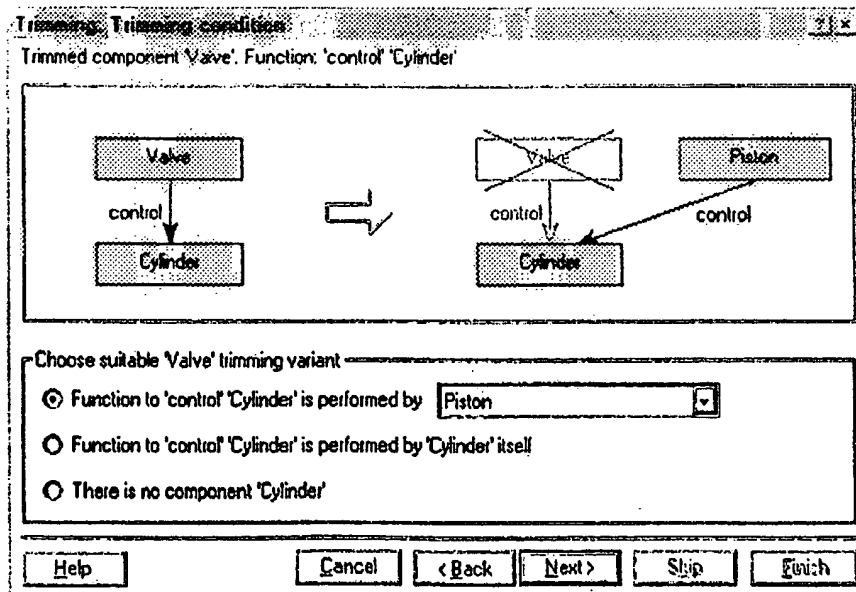 Trimming. Trimming condition
Trimmed component 'Valve'. Function: 'control' 'Cylinder'
Valve
control
Cylinder
Valve
Piston
control
control
Cylinder
Choose suitable 'Valve' trimming variant
Function to 'control' 'Cylinder' is performed by Piston
Function to 'control' 'Cylinder' is performed by 'Cylinder' itself
There is no component 'Cylinder'
Help Cancel < Back Next > Skip Finish